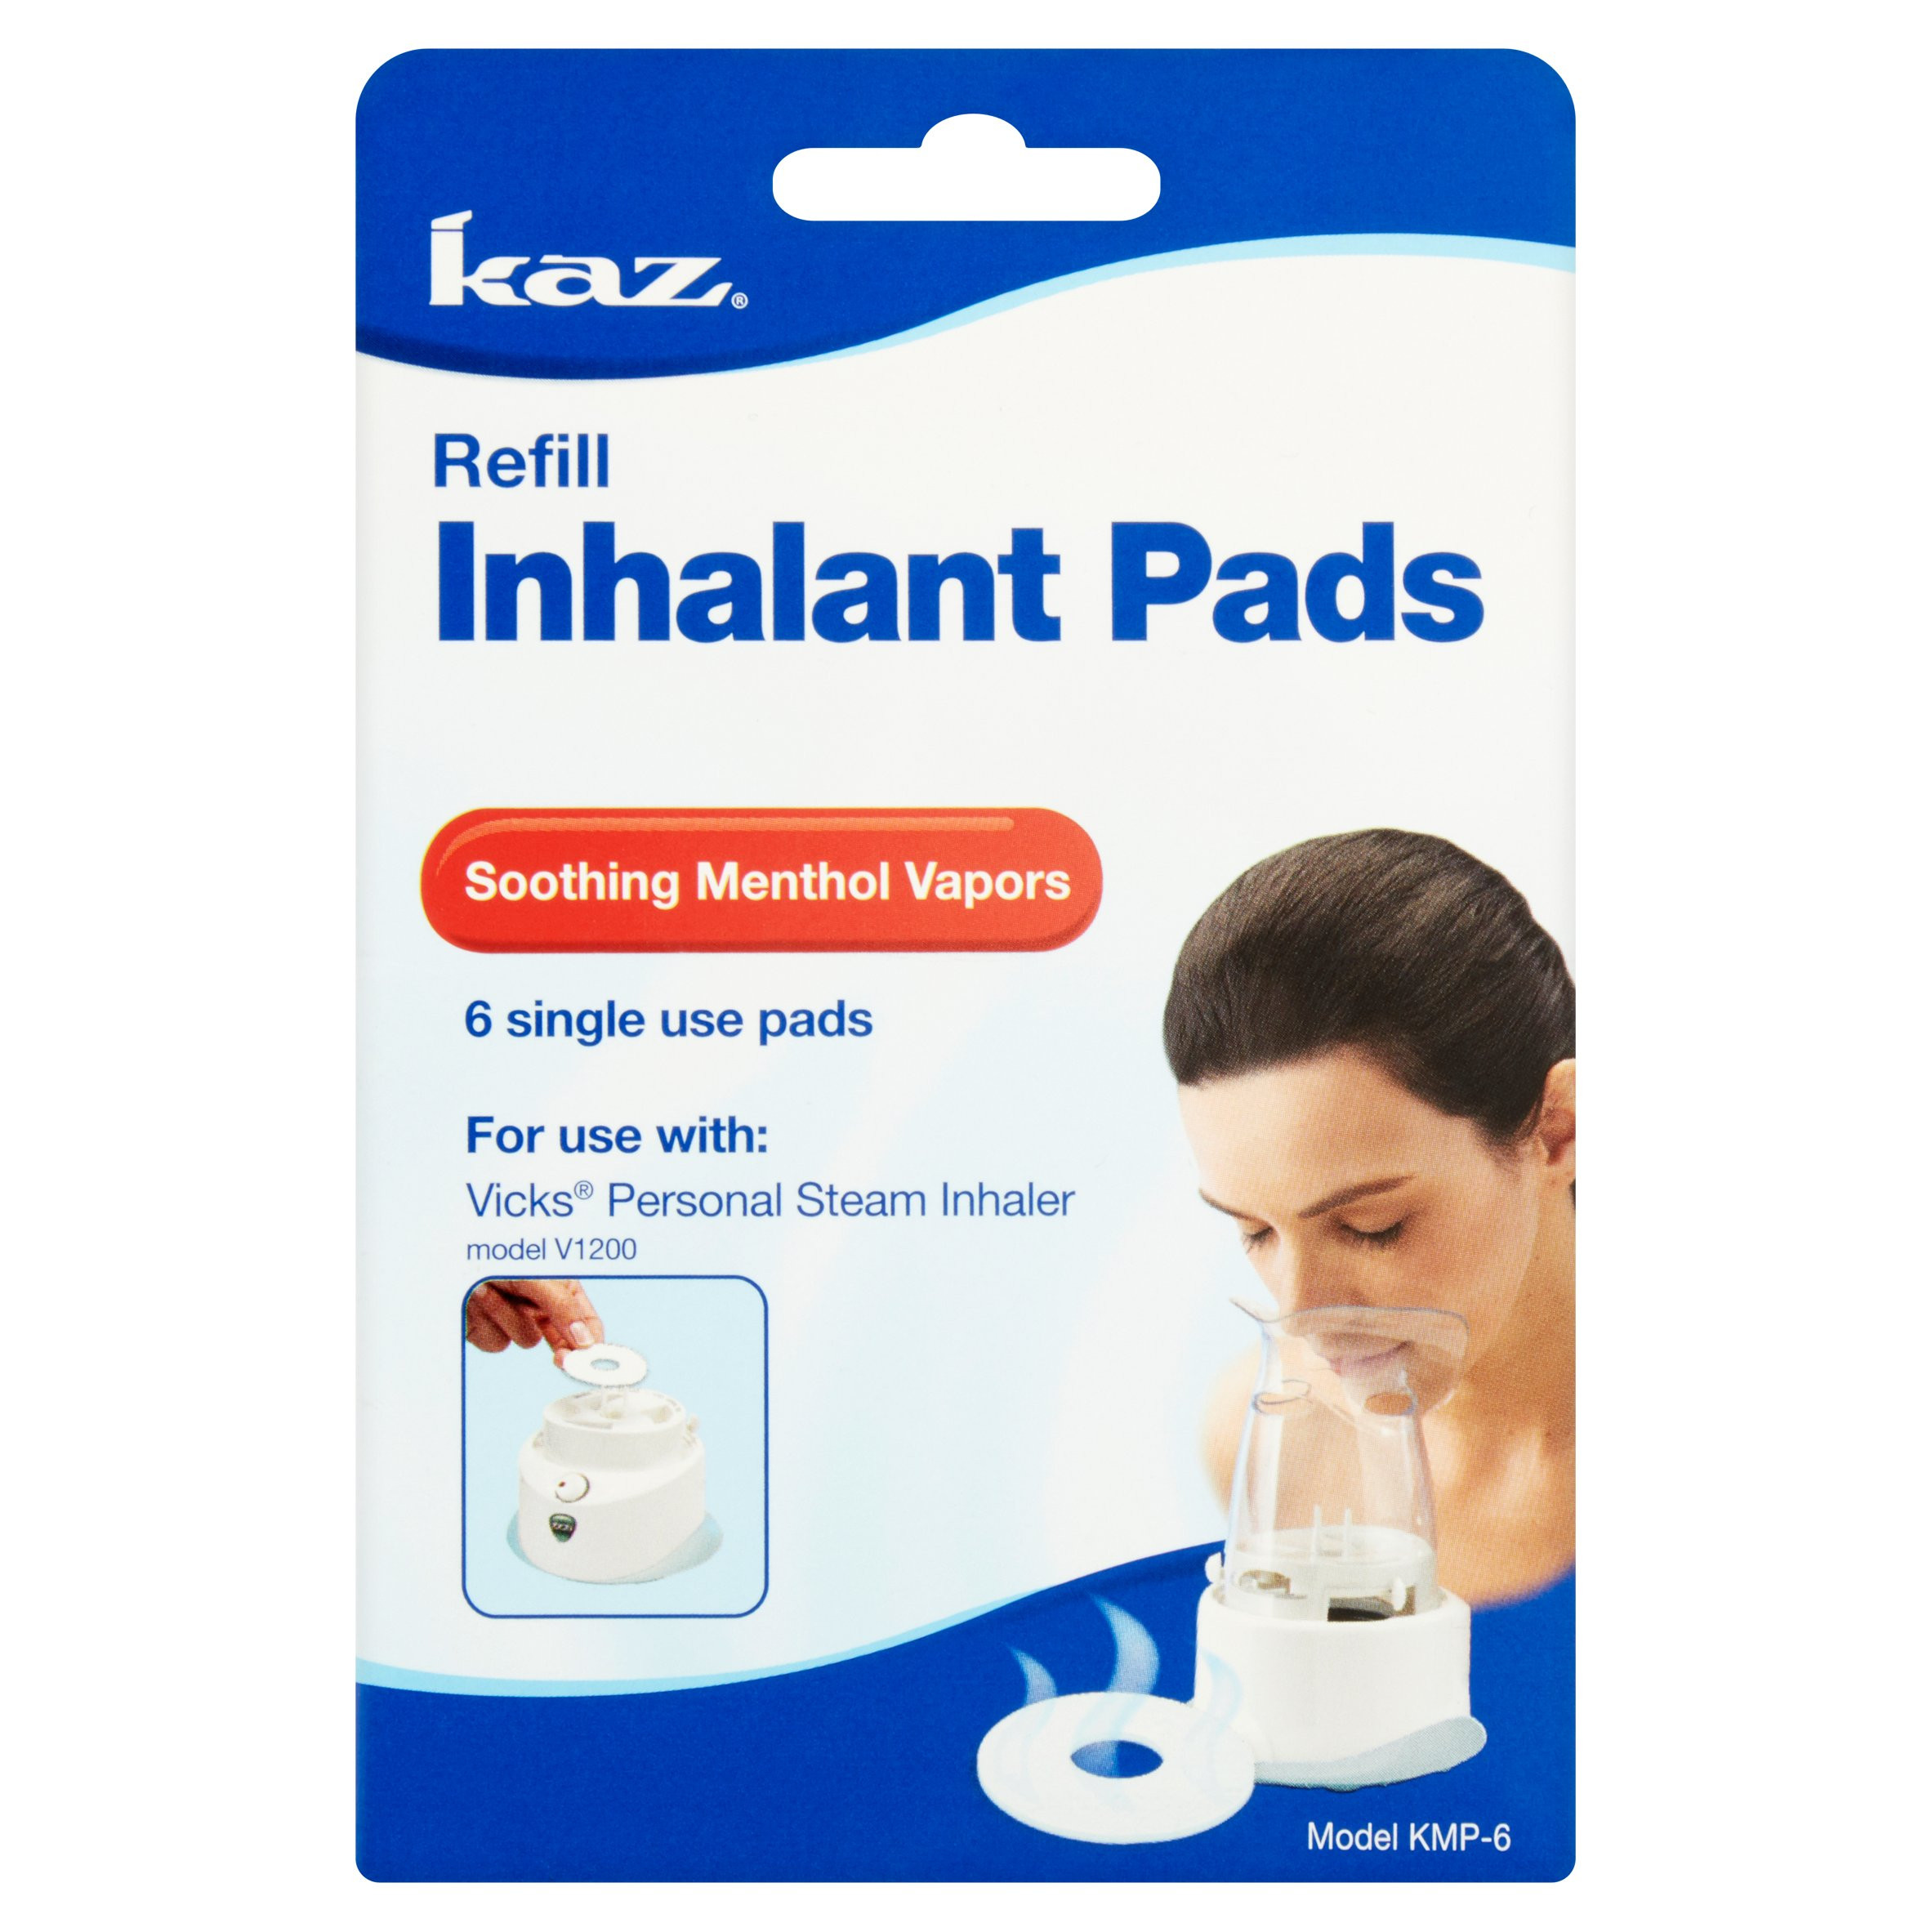 kaz®
Refill
Inhalant Pads
Soothing Menthol Vapors
6 single use pads
For use with:
Vicks® Personal Steam Inhaler
model V1200
Model KMP-6